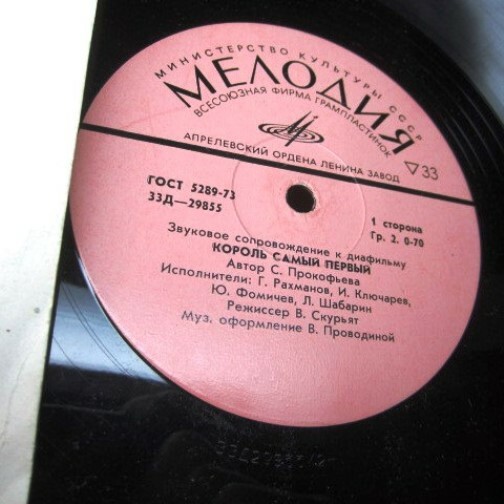 МИНИСТЕРСТВО КУЛЬТУРЫ СССР
МЕЛОДИЯ
ВСЕСОЮЗНАЯ ФИРМА ГРАМПЛАСТИНОК
АПРЕЛЕВСКИЙ ОРДЕНА ЛЕНИНА ЗАВОД
▽33
ГОСТ 5289-73
33Д—29855
1 сторона
Гр. 2. 0-70
Звуковое сопровождение к диафильму
КОРОЛЬ САМЫЙ ПЕРВЫЙ
Автор С. Прокофьева
Исполнители: Г. Рахманов, И. Ключарев,
Ю. Фомичев, Л. Шабарин
Режиссер В. Скурьят
Муз. оформление В. Проводиной